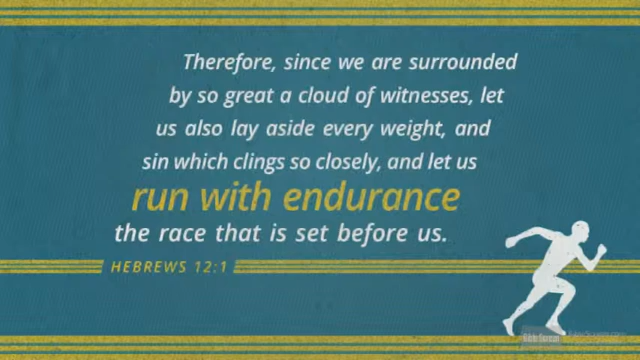 Therefore, since we are surrounded
by so great a cloud of witnesses, let
us also lay aside every weight, and
sin which clings so closely, and let us
run with endurance
the race that is set before us.
HEBREWS 12:1